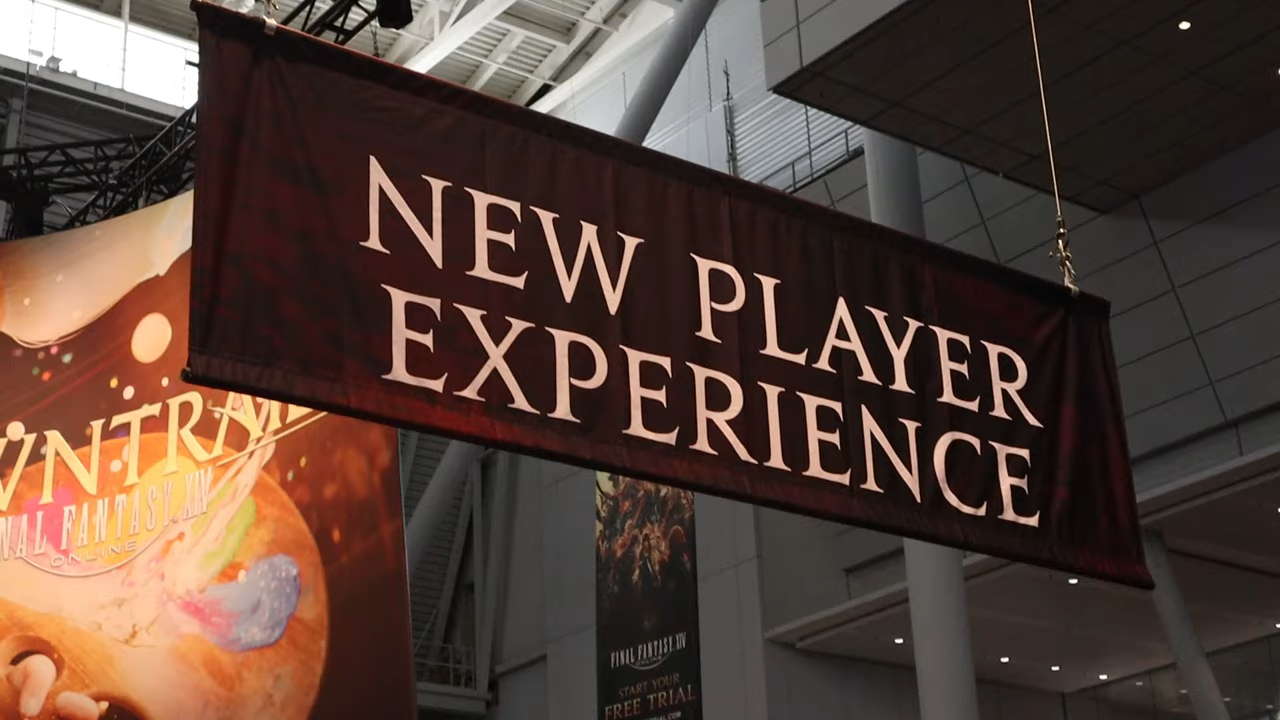 NEW PLAYER
EXPERIENCE
FINAL FANTASY XIV
ONLINE
FINAL FANTASY XIV
ONLINE
START YOUR
FREE TRIAL